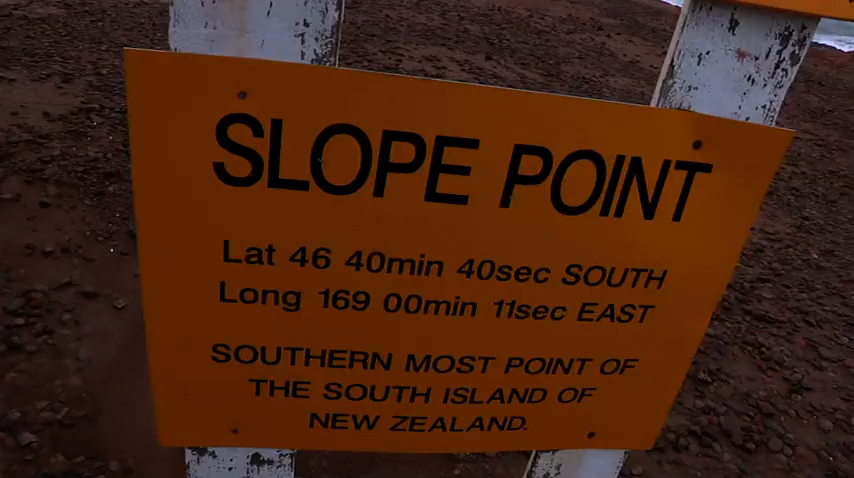 SLOPE POINT
Lat 46 40min 40sec SOUTH
Long 169 00min 11sec EAST
SOUTHERN MOST POINT OF
THE SOUTH ISLAND OF
NEW ZEALAND.